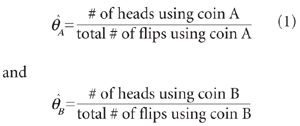 θ̂_A = # of heads using coin A / total # of flips using coin A (1)
and
θ̂_B = # of heads using coin B / total # of flips using coin B